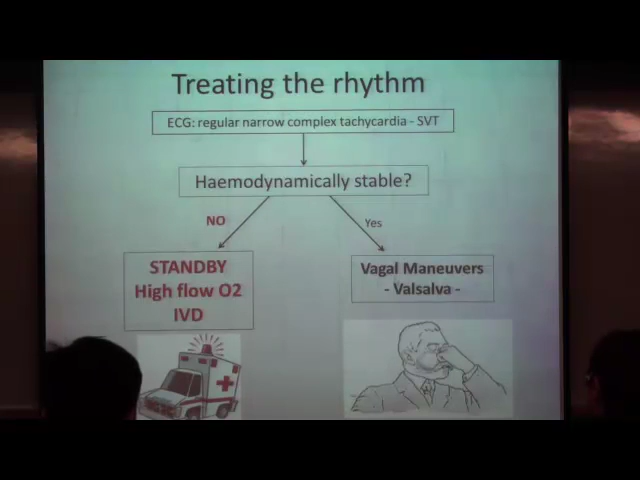 Treating the rhythm
ECG: regular narrow complex tachycardia - SVT
Haemodynamically stable?
NO
Yes
STANDBY
High flow O2
IVD
Vagal Maneuvers
- Valsalva -